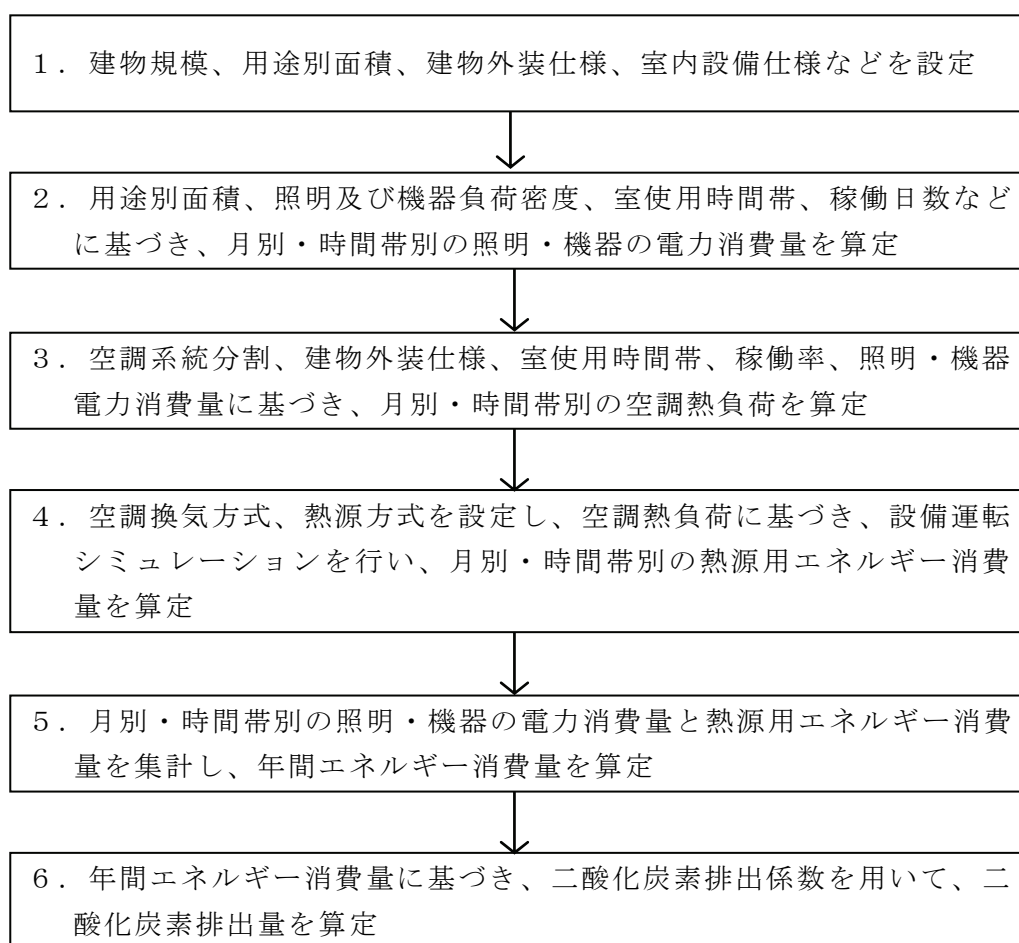 １．建物規模、用途別面積、建物外装仕様、室内設備仕様などを設定
２．用途別面積、照明及び機器負荷密度、室使用時間帯、稼働日数など
に基づき、月別・時間帯別の照明・機器の電力消費量を算定
３．空調系統分割、建物外装仕様、室使用時間帯、稼働率、照明・機器
電力消費量に基づき、月別・時間帯別の空調熱負荷を算定
４．空調換気方式、熱源方式を設定し、空調熱負荷に基づき、設備運転
シミュレーションを行い、月別・時間帯別の熱源用エネルギー消費
量を算定
５．月別・時間帯別の照明・機器の電力消費量と熱源用エネルギー消費
量を集計し、年間エネルギー消費量を算定
６．年間エネルギー消費量に基づき、二酸化炭素排出係数を用いて、二
酸化炭素排出量を算定